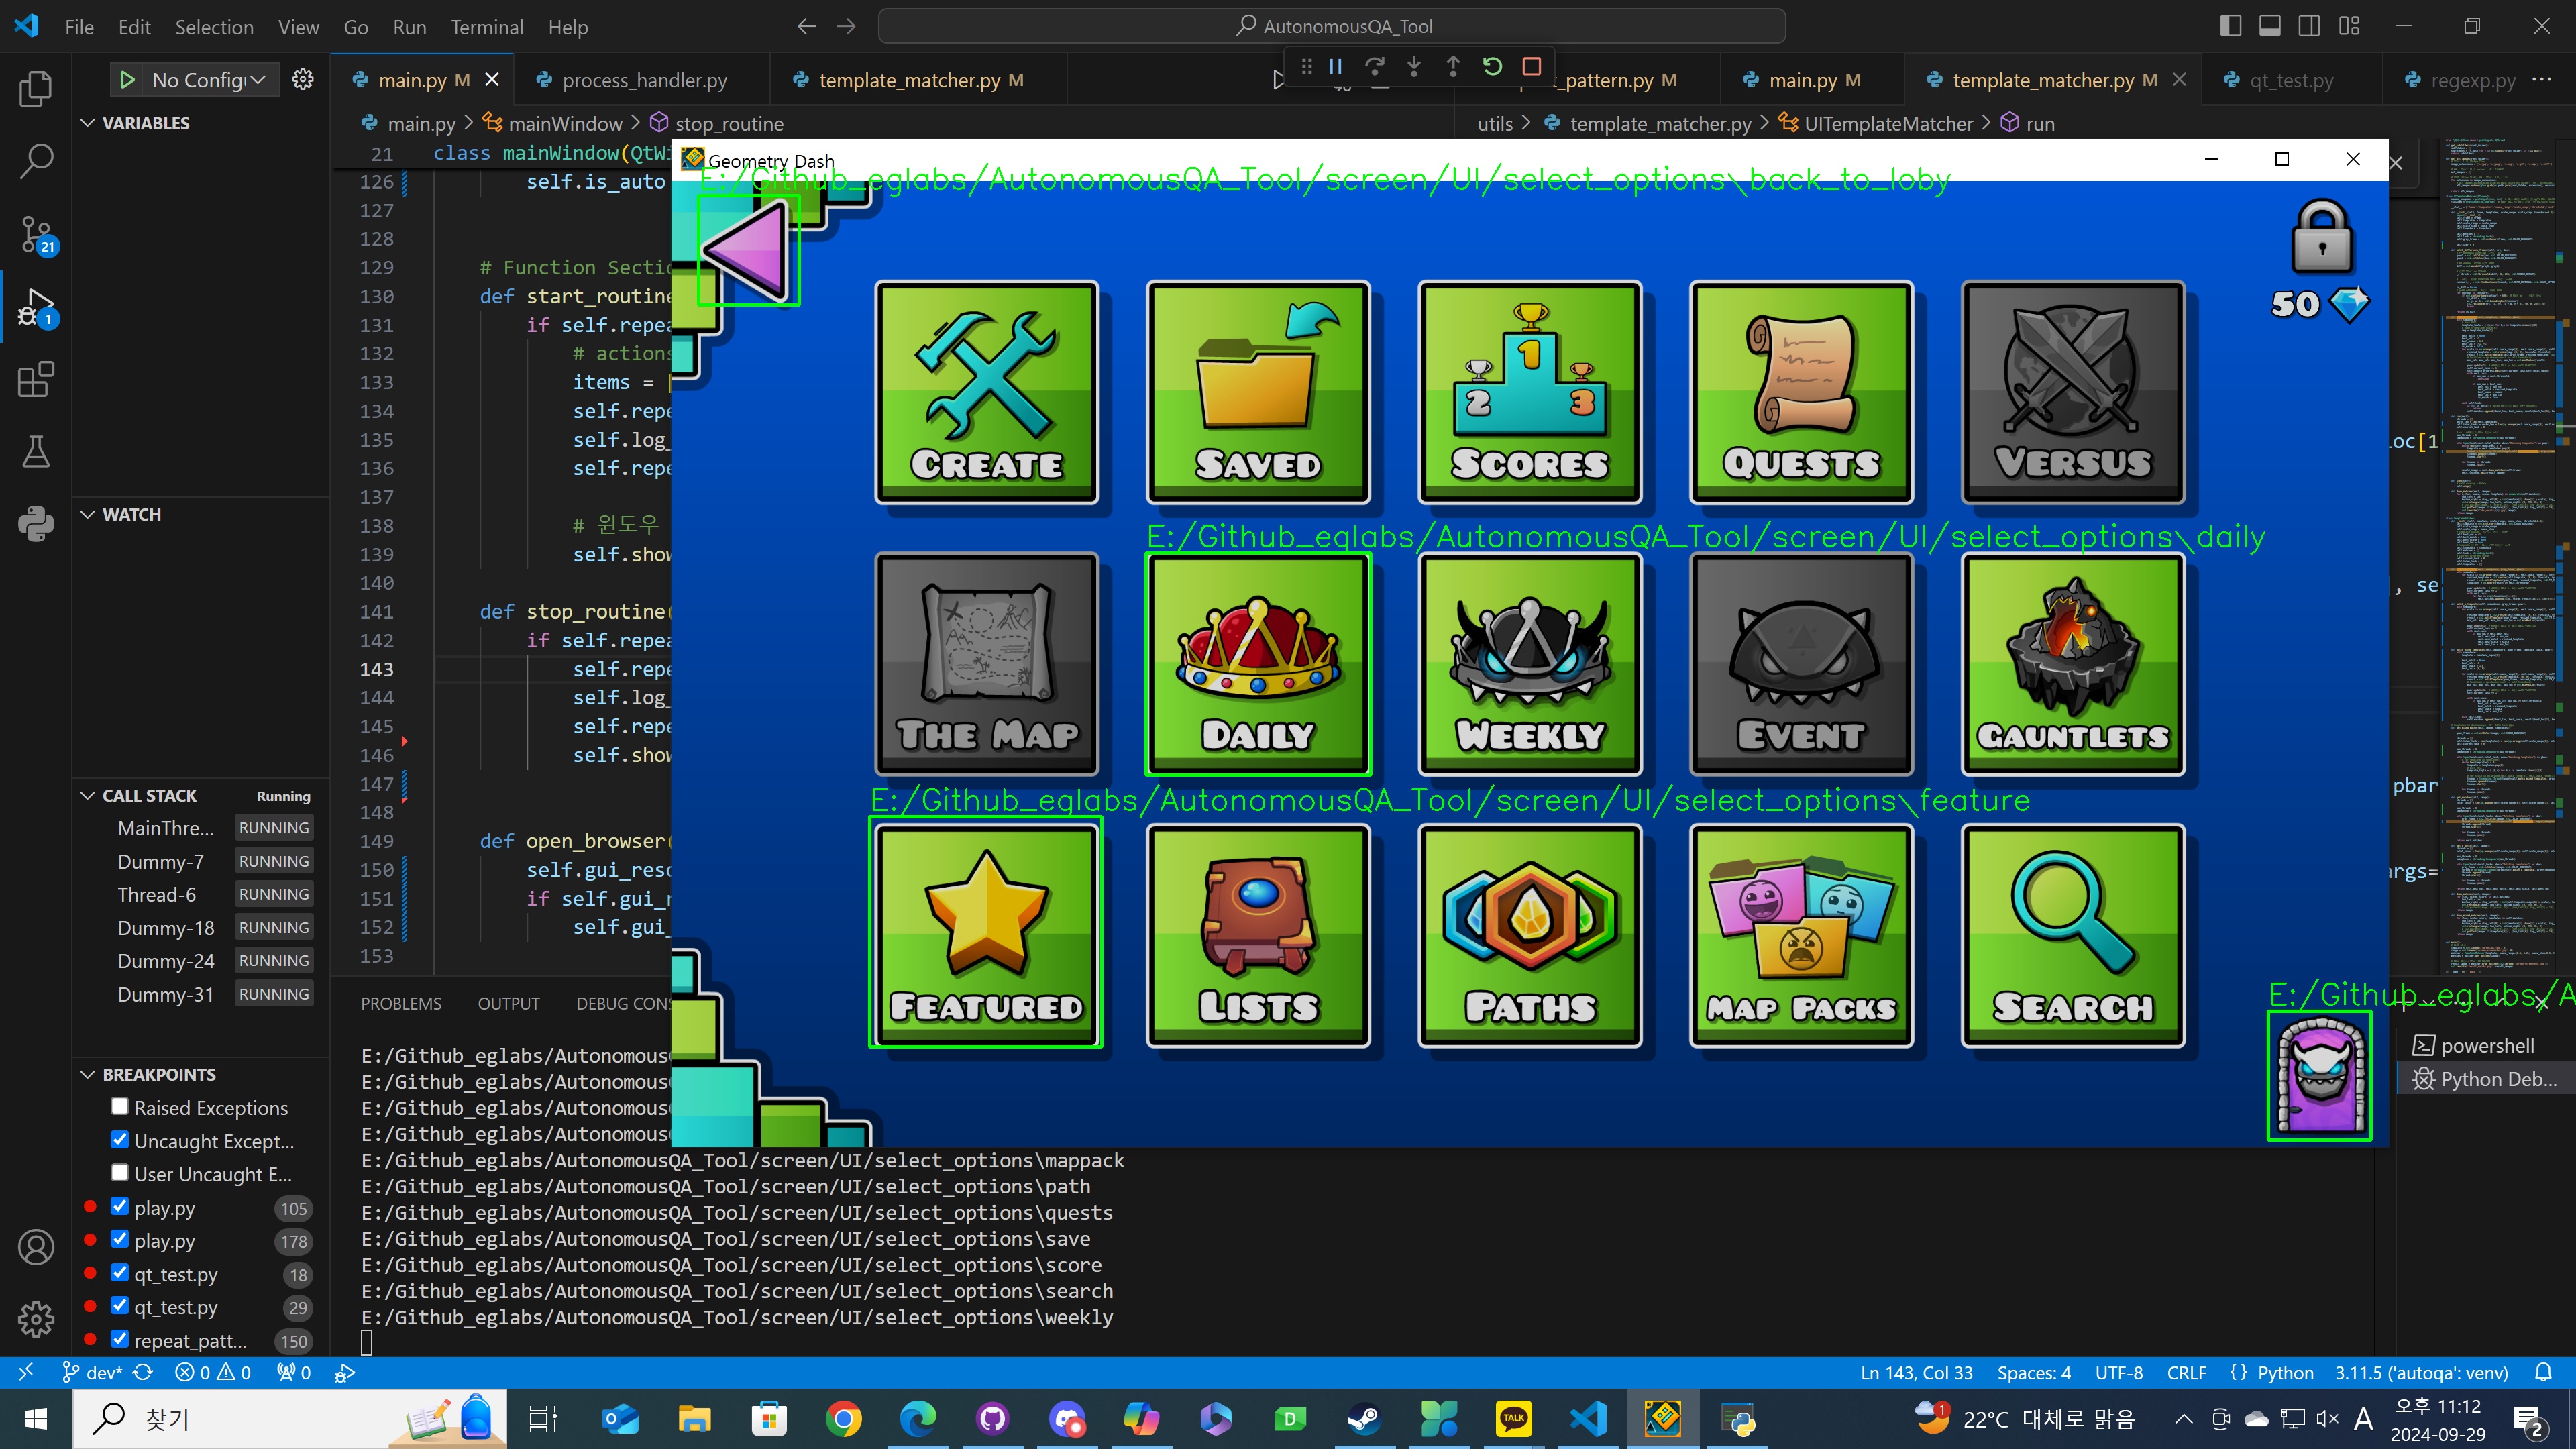 File Edit Selection View Go Run Terminal Help
AutonomousQA_Tool
No Config
main.py M
process_handler.py
template_matcher.py M
_pattern.py M
main.py M
template_matcher.py M
qt_test.py
regexp.py
main.py > mainWindow > stop_routine
utils > template_matcher.py > UITemplateMatcher > run
VARIABLES
WATCH
CALL STACK
Running
MainThre... RUNNING
Dummy-7 RUNNING
Thread-6 RUNNING
Dummy-18 RUNNING
Dummy-24 RUNNING
Dummy-31 RUNNING
BREAKPOINTS
Raised Exceptions
Uncaught Except...
User Uncaught E...
play.py 105
play.py 178
qt_test.py 18
qt_test.py 29
repeat_patt... 150
21 class mainWindow(QtWi
126 self.is_auto
127
128
129 # Function Secti
130 def start_routine
131 if self.repea
132 # actions
133 items = [
134 self.repe
135 self.log_
136 self.repe
137
138 # 윈도우
139 self.show
140
141 def stop_routine(
142 if self.repea
143 self.repe
144 self.log_
145 self.repe
146 self.show
147
148
149 def open_browser(
150 self.gui_reso
151 if self.gui_r
152 self.gui_
153
loc[1
, se
pbar
rgs=
Geometry Dash
E:/Github_eglabs/AutonomousQA_Tool/screen/UI/select_options\back_to_loby
50
CREATE
SAVED
1
2
3
SCORES
QUESTS
VERSUS
E:/Github_eglabs/AutonomousQA_Tool/screen/UI/select_options\daily
THE MAP
DAILY
WEEKLY
EVENT
GAUNTLETS
E:/Github_eglabs/AutonomousQA_Tool/screen/UI/select_options\feature
FEATURED
LISTS
PATHS
MAP PACKS
SEARCH
E:/Github_eglabs/A
PROBLEMS OUTPUT DEBUG CONS
powershell
Python Deb...
E:/Github_eglabs/Autonomous
E:/Github_eglabs/Autonomous
E:/Github_eglabs/Autonomous
E:/Github_eglabs/Autonomous
E:/Github_eglabs/AutonomousQA_Tool/screen/UI/select_options\mappack
E:/Github_eglabs/AutonomousQA_Tool/screen/UI/select_options\path
E:/Github_eglabs/AutonomousQA_Tool/screen/UI/select_options\quests
E:/Github_eglabs/AutonomousQA_Tool/screen/UI/select_options\save
E:/Github_eglabs/AutonomousQA_Tool/screen/UI/select_options\score
E:/Github_eglabs/AutonomousQA_Tool/screen/UI/select_options\search
E:/Github_eglabs/AutonomousQA_Tool/screen/UI/select_options\weekly
21
1
dev* 0 0 0
Ln 143, Col 33 Spaces: 4 UTF-8 CRLF {} Python 3.11.5 ('autoqa': venv)
찾기
TALK
1
22°C 대체로 맑음
A
오후 11:12
2024-09-29
2